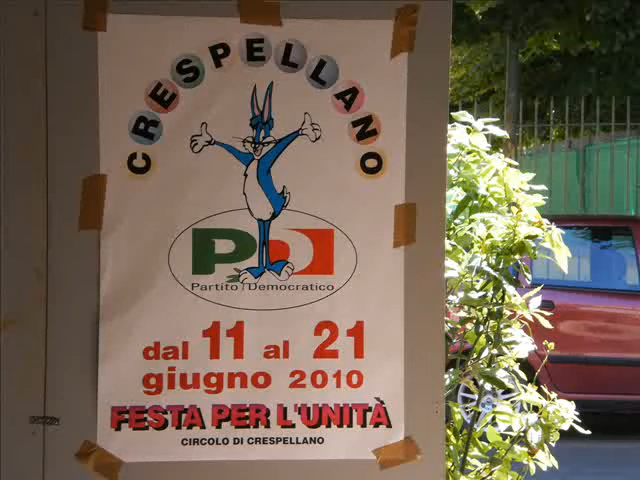 CRESPELLANO
PD
Partito Democratico
dal 11 al 21
giugno 2010
FESTA PER L'UNITÀ
CIRCOLO DI CRESPELLANO